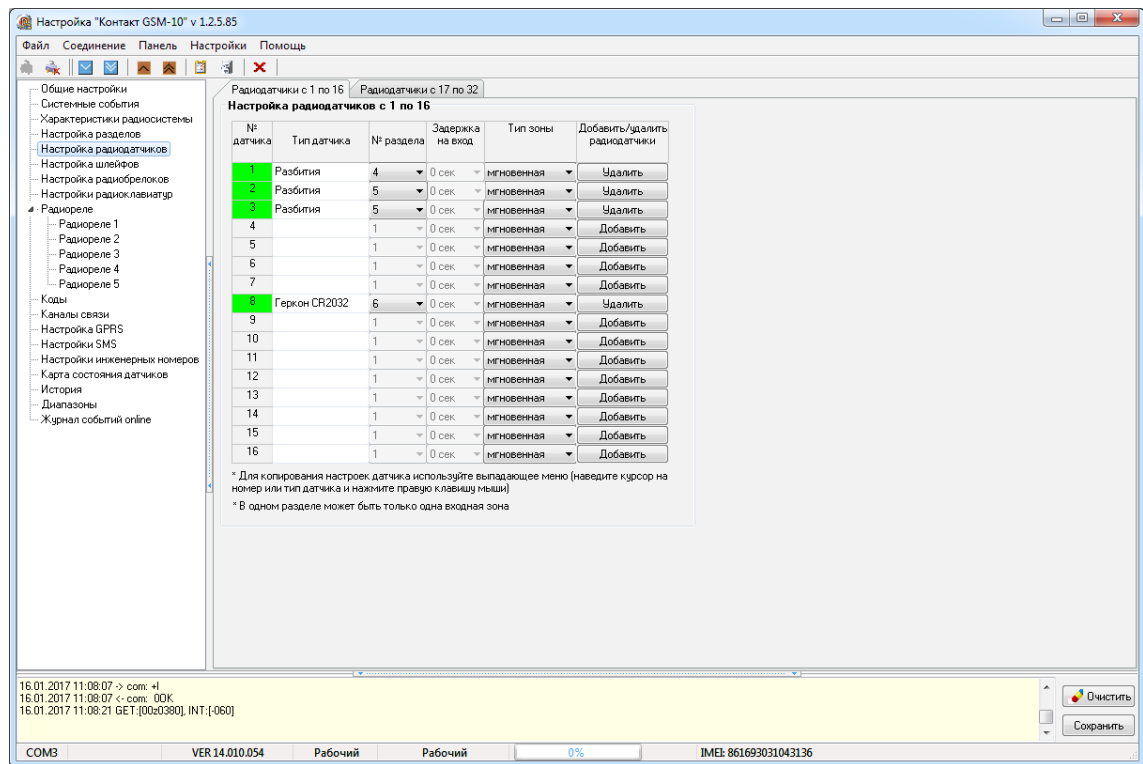 Настройка "Контакт GSM-10" v 1.2.5.85
Файл Соединение Панель Настройки Помощь
Общие настройки
Системные события
Характеристики радиосистемы
Настройка разделов
Настройка радиодатчиков
Настройка шлейфов
Настройка радиобрелоков
Настройки радиоклавиатур
Радиореле
Радиореле 1
Радиореле 2
Радиореле 3
Радиореле 4
Радиореле 5
Коды
Каналы связи
Настройка GPRS
Настройки SMS
Настройки инженерных номеров
Карта состояния датчиков
История
Диапазоны
Журнал событий online
Радиодатчики с 1 по 16 Радиодатчики с 17 по 32
Настройка радиодатчиков с 1 по 16
№ датчика Тип датчика № раздела Задержка на вход Тип зоны Добавить/удалить радиодатчики
1 Разбития 4 0 сек мгновенная Удалить
2 Разбития 5 0 сек мгновенная Удалить
3 Разбития 5 0 сек мгновенная Удалить
4 1 0 сек мгновенная Добавить
5 1 0 сек мгновенная Добавить
6 1 0 сек мгновенная Добавить
7 1 0 сек мгновенная Добавить
8 Геркон CR2032 6 0 сек мгновенная Удалить
9 1 0 сек мгновенная Добавить
10 1 0 сек мгновенная Добавить
11 1 0 сек мгновенная Добавить
12 1 0 сек мгновенная Добавить
13 1 0 сек мгновенная Добавить
14 1 0 сек мгновенная Добавить
15 1 0 сек мгновенная Добавить
16 1 0 сек мгновенная Добавить
* Для копирования настроек датчика используйте выпадающее меню (наведите курсор на
номер или тип датчика и нажмите правую клавишу мыши)
* В одном разделе может быть только одна входная зона
16.01.2017 11:08:07 -> com: +I
16.01.2017 11:08:07 <- com: 0OK
16.01.2017 11:08:21 GET:[00z0380], INT:[-060]
Очистить
Сохранить
COM3 VER 14.010.054 Рабочий Рабочий 0% IMEI: 861693031043136